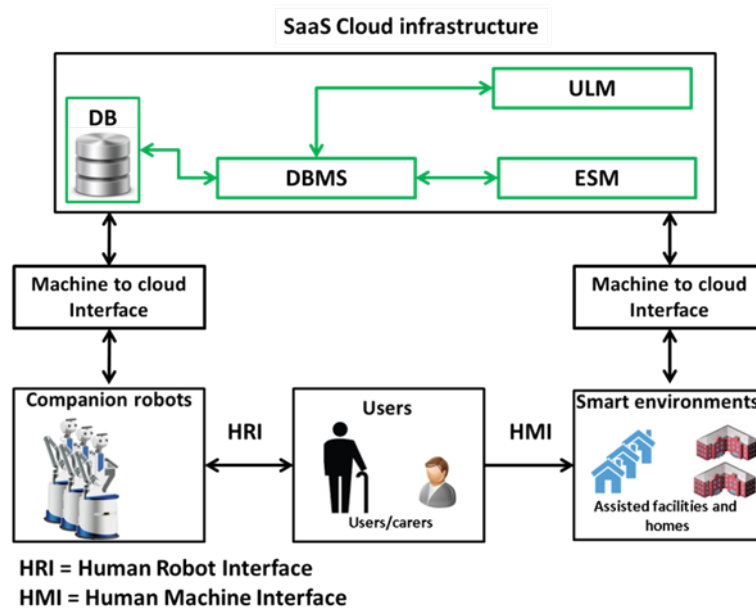 SaaS Cloud infrastructure
DB
ULM
DBMS
ESM
Machine to cloud
Interface
Machine to cloud
Interface
Companion robots
HRI
Users
Users/carers
HMI
Smart environments
Assisted facilities and
homes
HRI = Human Robot Interface
HMI = Human Machine Interface